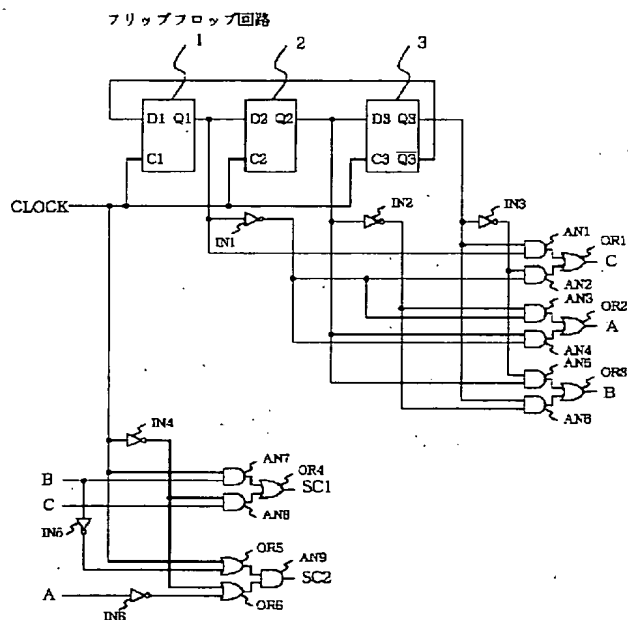 フリップフロップ回路
1 2 3
D1 Q1 D2 Q2 D3 Q3
C1 C2 C3 Q3
CLOCK
IN1 IN2 IN3
AN1
OR1
C
AN2
AN3
OR2
A
AN4
AN5
OR3
B
AN6
IN4
AN7
OR4
B
SC1
C
AN8
IN5
OR5
AN9
SC2
A
OR6
IN6